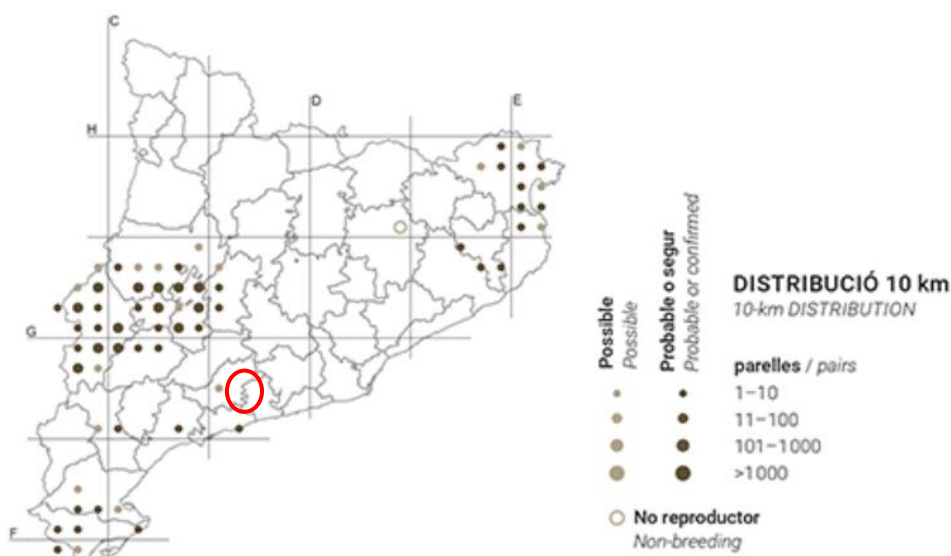 C
D
E
H
G
F
Possible
Possible
Probable o segur
Probable or confirmed
DISTRIBUCIÓ 10 km
10-km DISTRIBUTION
parelles / pairs
1–10
11–100
101–1000
>1000
No reproductor
Non-breeding